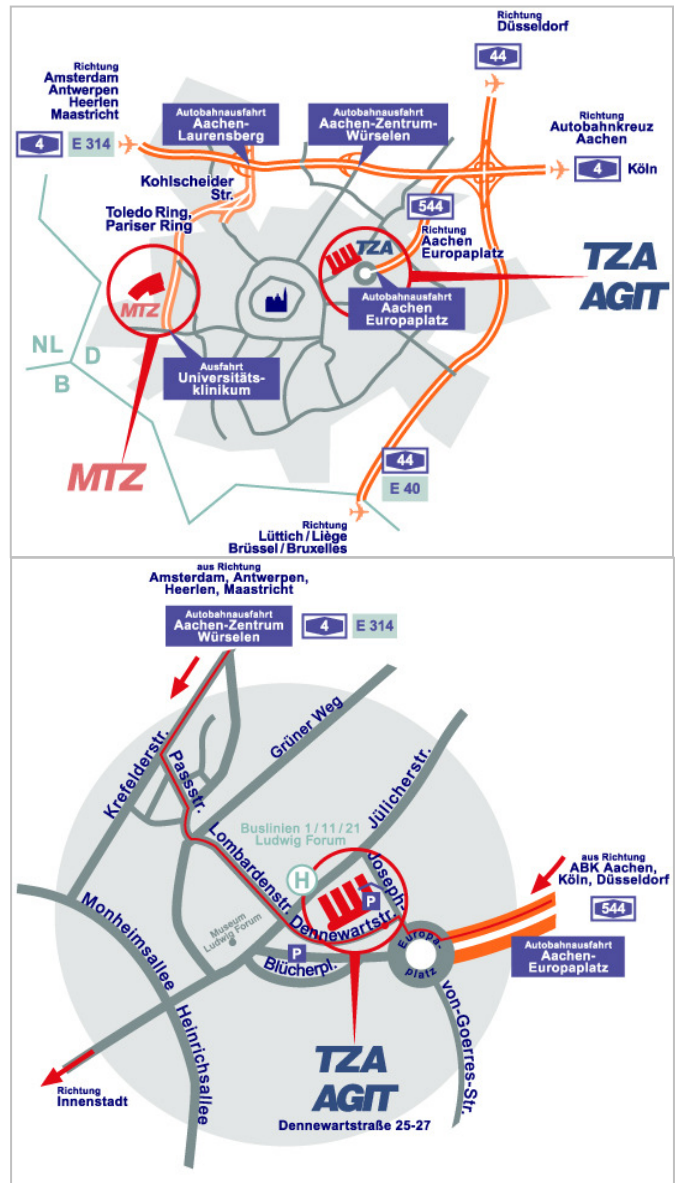 Richtung
Düsseldorf
44
Richtung
Amsterdam
Antwerpen
Heerlen
Maastricht
4
E 314
Autobahnausfahrt
Aachen-
Laurensberg
Autobahnausfahrt
Aachen-Zentrum-
Würselen
Richtung
Autobahnkreuz
Aachen
4
Köln
Kohlscheider
Str.
544
Toledo Ring,
Pariser Ring
Richtung
Aachen
Europaplatz
TZA
TZA
AGIT
MTZ
Autobahnausfahrt
Aachen
Europaplatz
NL
D
B
Ausfahrt
Universitäts-
klinikum
MTZ
44
E 40
Richtung
Lüttich / Liège
Brüssel / Bruxelles
aus Richtung
Amsterdam, Antwerpen,
Heerlen, Maastricht
Autobahnausfahrt
Aachen-Zentrum
Würselen
4
E 314
Krefelderstr.
Passstr.
Grüner Weg
Jülicherstr.
Buslinien 1 / 11 / 21
Ludwig Forum
H
Lombardenstr.
Joseph-
P
aus Richtung
ABK Aachen,
Köln, Düsseldorf
544
Monheimsallee
Museum
Ludwig Forum
Dennewartstr.
P
Blücherpl.
Europa-
platz
Autobahnausfahrt
Aachen-
Europaplatz
Heinrichsallee
von-Goerres-Str.
TZA
AGIT
Dennewartstraße 25-27
Richtung
Innenstadt